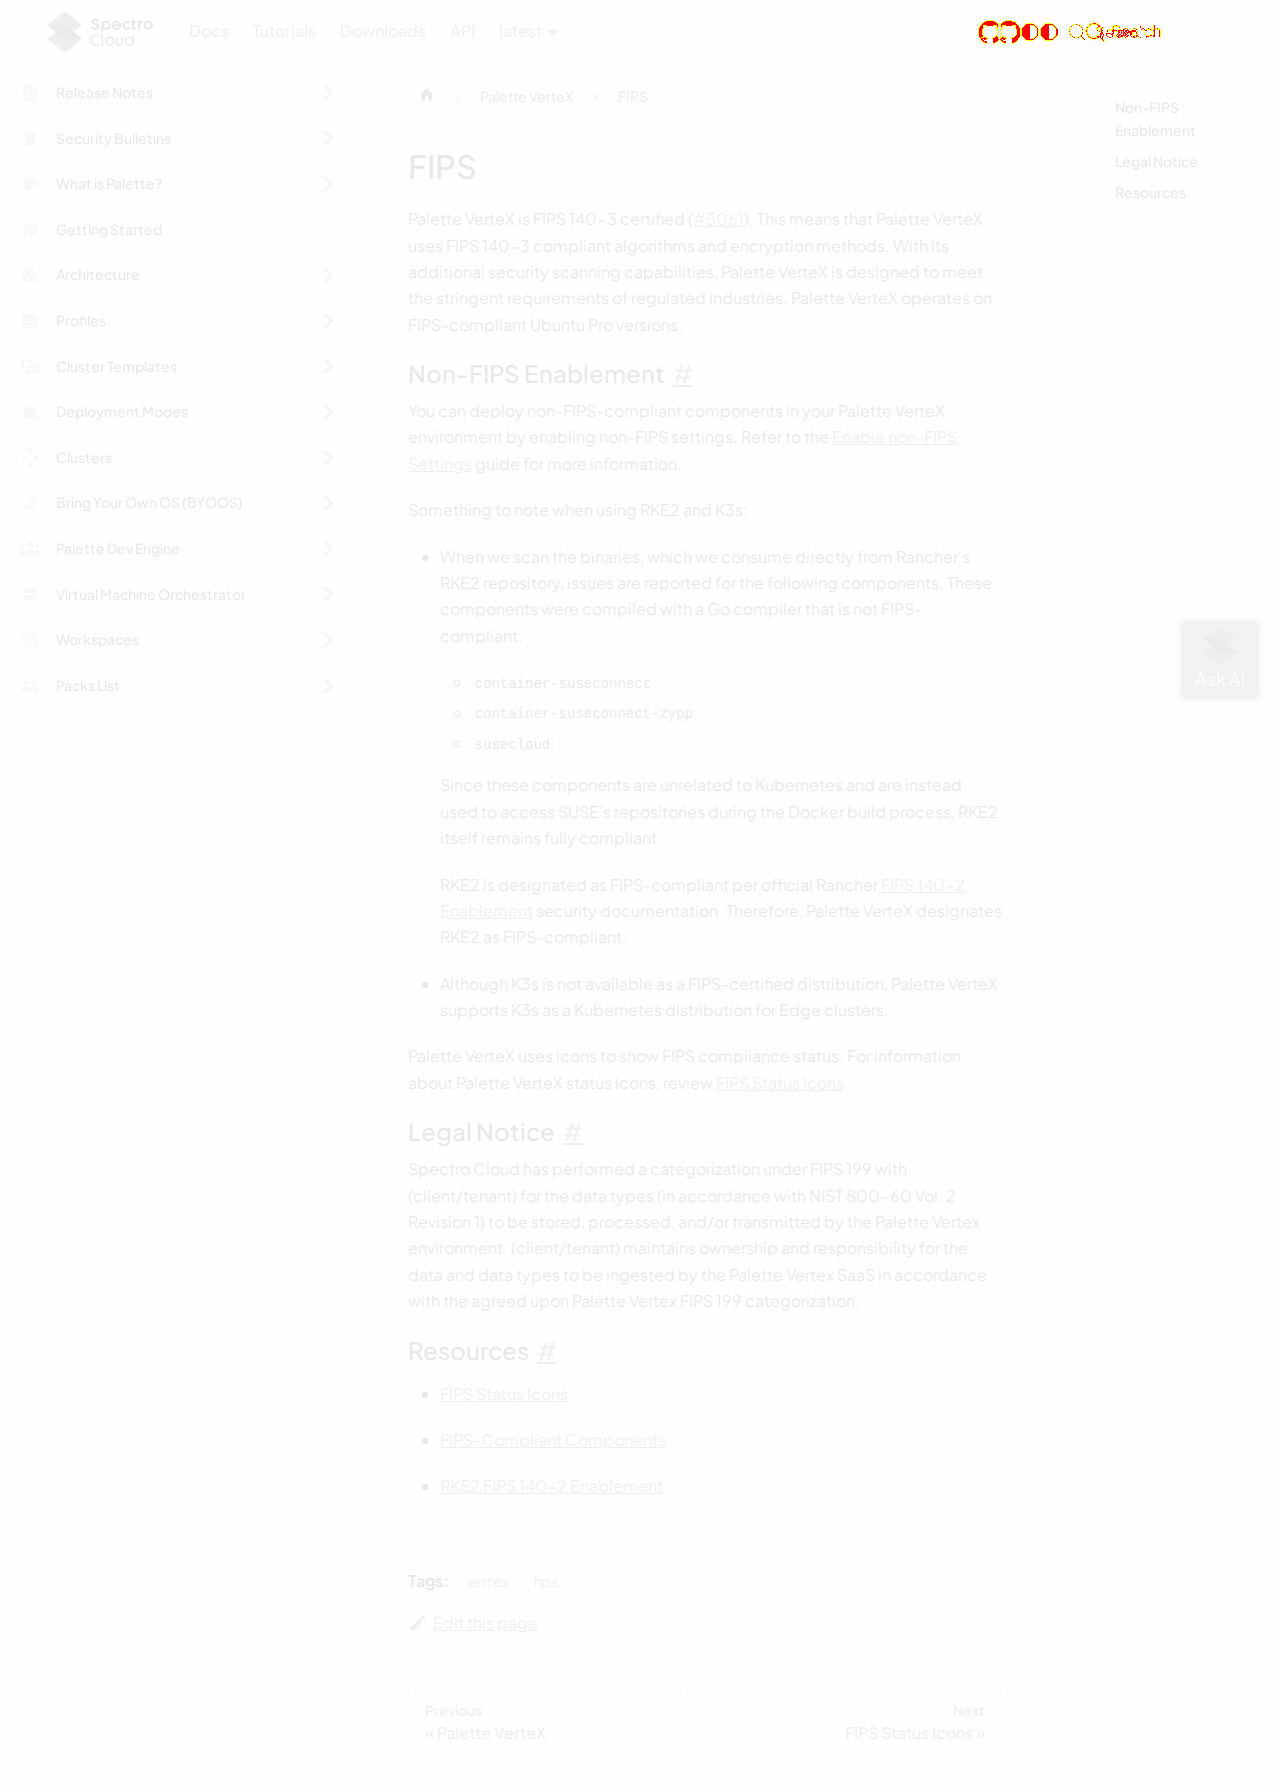 Spectro
Cloud
Docs
Tutorials
Downloads
API
latest
Search
Release Notes
Security Bulletins
What is Palette?
Getting Started
Architecture
Profiles
Cluster Templates
Deployment Modes
Clusters
Bring Your Own OS (BYOOS)
Palette Dev Engine
Virtual Machine Orchestrator
Workspaces
Packs List
Palette VerteX
FIPS
FIPS
Palette VerteX is FIPS 140-3 certified (#5061). This means that Palette VerteX
uses FIPS 140-3 compliant algorithms and encryption methods. With its
additional security scanning capabilities, Palette VerteX is designed to meet
the stringent requirements of regulated industries. Palette VerteX operates on
FIPS-compliant Ubuntu Pro versions.
Non-FIPS Enablement #
You can deploy non-FIPS-compliant components in your Palette VerteX
environment by enabling non-FIPS settings. Refer to the Enable non-FIPS
Settings guide for more information.
Something to note when using RKE2 and K3s:
When we scan the binaries, which we consume directly from Rancher's
RKE2 repository, issues are reported for the following components. These
components were compiled with a Go compiler that is not FIPS-
compliant.
container-suseconnect
container-suseconnect-zypp
susecloud
Since these components are unrelated to Kubernetes and are instead
used to access SUSE's repositories during the Docker build process, RKE2
itself remains fully compliant.
RKE2 is designated as FIPS-compliant per official Rancher FIPS 140-2
Enablement security documentation. Therefore, Palette VerteX designates
RKE2 as FIPS-compliant.
Although K3s is not available as a FIPS-certified distribution, Palette VerteX
supports K3s as a Kubernetes distribution for Edge clusters.
Palette VerteX uses icons to show FIPS compliance status. For information
about Palette VerteX status icons, review FIPS Status Icons.
Legal Notice #
Spectro Cloud has performed a categorization under FIPS 199 with
(client/tenant) for the data types (in accordance with NIST 800-60 Vol. 2
Revision 1) to be stored, processed, and/or transmitted by the Palette Vertex
environment. (client/tenant) maintains ownership and responsibility for the
data and data types to be ingested by the Palette Vertex SaaS in accordance
with the agreed upon Palette Vertex FIPS 199 categorization.
Resources #
FIPS Status Icons
FIPS-Compliant Components
RKE2 FIPS 140-2 Enablement
Tags: vertex fips
Edit this page
Previous
« Palette VerteX
Next
FIPS Status Icons »
Non-FIPS
Enablement
Legal Notice
Resources
Ask AI